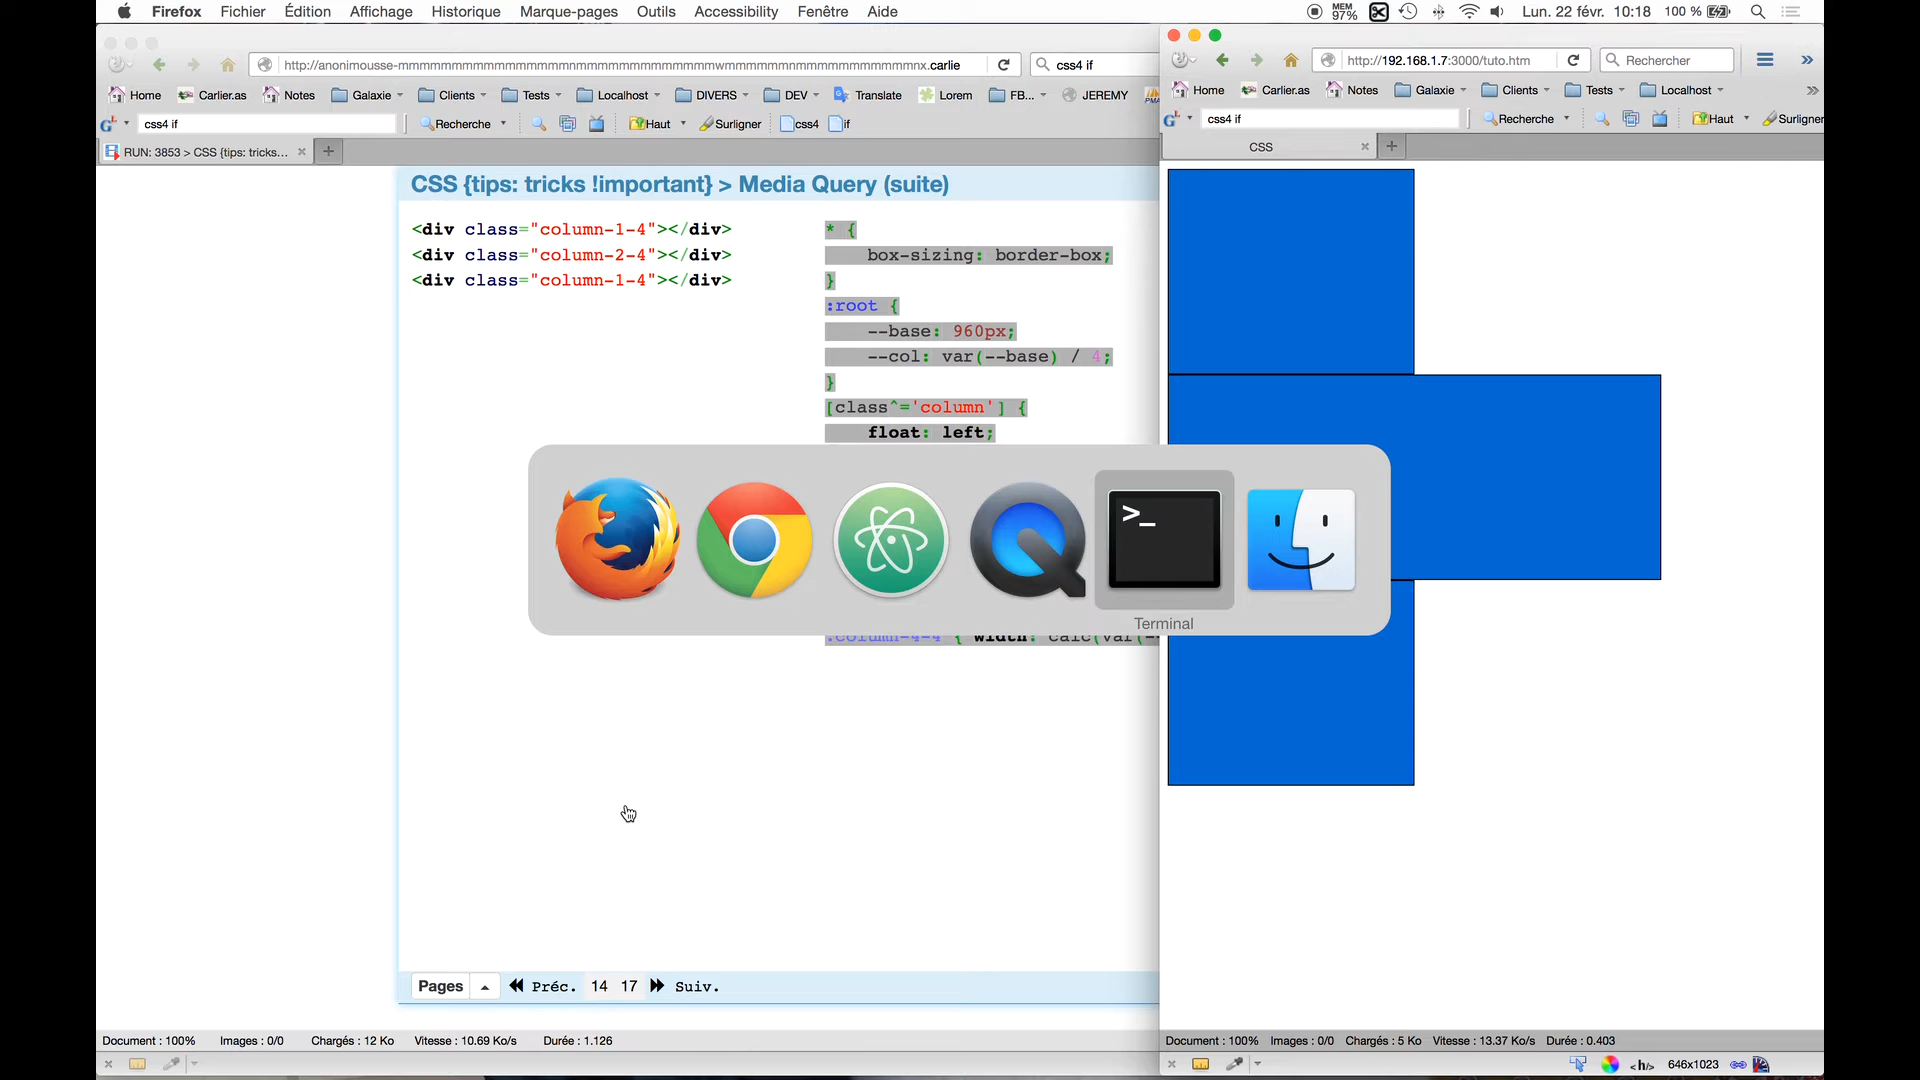 Firefox Fichier Édition Affichage Historique Marque-pages Outils Accessibility Fenêtre Aide MEM 97% Lun. 22 févr. 10:18 100 %
css4 if
http://192.168.1.7:3000/tuto.htm Rechercher
Home Carlier.as Notes Galaxie Clients Tests Localhost DIVERS DEV Translate Lorem FB... JEREMY
Home Carlier.as Notes Galaxie Clients Tests Localhost
css4 if Recherche Haut Surligner css4 if
css4 if Recherche Haut Surligner
RUN: 3853 > CSS {tips: tricks...
CSS
CSS {tips: tricks !important} > Media Query (suite)
<div class="column-1-4"></div>
<div class="column-2-4"></div>
<div class="column-1-4"></div>
* {
box-sizing: border-box;
}
:root {
--base: 960px;
--col: var(--base) / 4;
}
[class^='column'] {
float: left;
>_
Terminal
Pages Préc. 14 17 Suiv.
Document : 100% Images : 0/0 Chargés : 12 Ko Vitesse : 10.69 Ko/s Durée : 1.126
Document : 100% Images : 0/0 Chargés : 5 Ko Vitesse : 13.37 Ko/s Durée : 0.403
<h/> 646x1023